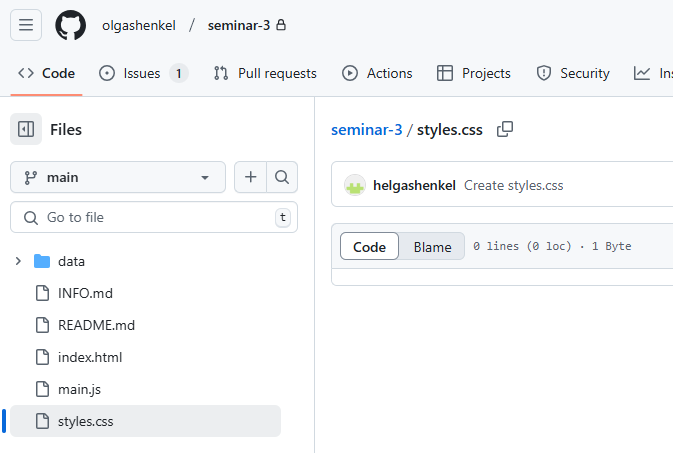 olgashenkel / seminar-3
Code Issues 1 Pull requests Actions Projects Security Ins
Files
main
Go to file t
data
INFO.md
README.md
index.html
main.js
styles.css
seminar-3 / styles.css
helgashenkel Create styles.css
Code Blame 0 lines (0 loc) · 1 Byte